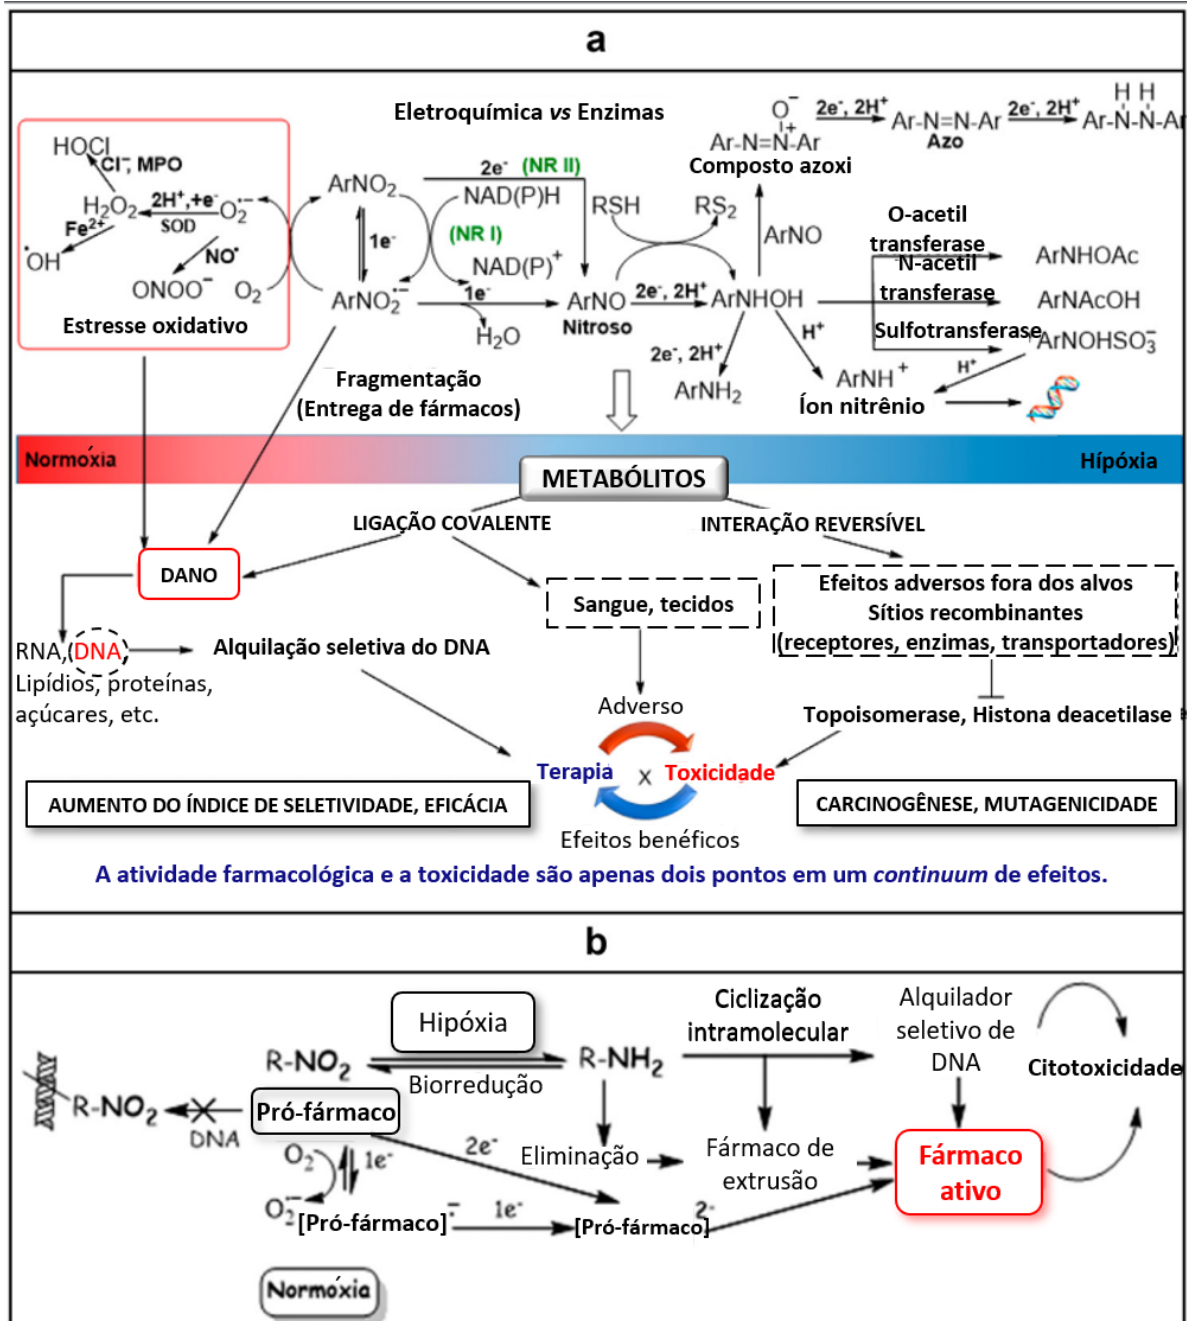 a
Eletroquímica vs Enzimas
HOCl
Cl⁻, MPO
H₂O₂
2H⁺,+e⁻
SOD
O₂•⁻
Fe²⁺
•OH
NO•
ONOO⁻
O₂
Estresse oxidativo
ArNO₂
1e⁻
ArNO₂•⁻
2e⁻ (NR II)
NAD(P)H
(NR I)
NAD(P)⁺
1e⁻
H₂O
ArNO
Nitroso
RSH
RS₂
2e⁻, 2H⁺
ArNHOH
ArNO
O⁻
+
Ar-N=N-Ar
Composto azoxi
2e⁻, 2H⁺
Ar-N=N-Ar
Azo
2e⁻, 2H⁺
H H
Ar-N-N-Ar
O-acetil
transferase
ArNHOAc
N-acetil
transferase
ArNAcOH
Sulfotransferase
ArNOHSO₃⁻
2e⁻, 2H⁺
ArNH₂
H⁺
ArNH⁺
Íon nitrênio
H⁺
Fragmentação
(Entrega de fármacos)
Normóxia
Hípóxia
METABÓLITOS
LIGAÇÃO COVALENTE
INTERAÇÃO REVERSÍVEL
DANO
Sangue, tecidos
Efeitos adversos fora dos alvos
Sítios recombinantes
(receptores, enzimas, transportadores)
RNA, DNA
Lipídios, proteínas,
açúcares, etc.
Alquilação seletiva do DNA
Adverso
Topoisomerase, Histona deacetilase
Terapia X Toxicidade
Efeitos benéficos
AUMENTO DO ÍNDICE DE SELETIVIDADE, EFICÁCIA
CARCINOGÊNESE, MUTAGENICIDADE
A atividade farmacológica e a toxicidade são apenas dois pontos em um continuum de efeitos.
b
Hipóxia
Ciclização
intramolecular
Alquilador
seletivo de
DNA
Citotoxicidade
R-NO₂
Biorredução
R-NH₂
R-NO₂
DNA
Pró-fármaco
O₂
1e⁻
O₂•⁻
2e⁻
Eliminação
Fármaco de
extrusão
Fármaco
ativo
[Pró-fármaco]•⁻
1e⁻
[Pró-fármaco]2-
Normóxia